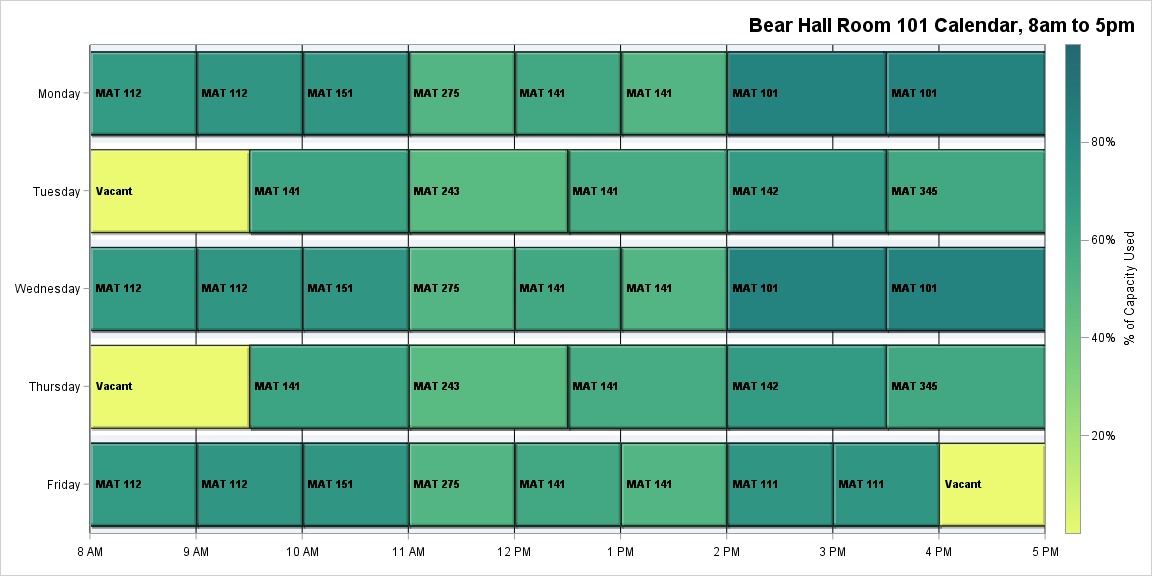 Bear Hall Room 101 Calendar, 8am to 5pm
Monday MAT 112 MAT 112 MAT 151 MAT 275 MAT 141 MAT 141 MAT 101 MAT 101
80%
Tuesday Vacant MAT 141 MAT 243 MAT 141 MAT 142 MAT 345
60%
Wednesday MAT 112 MAT 112 MAT 151 MAT 275 MAT 141 MAT 141 MAT 101 MAT 101
% of Capacity Used
40%
Thursday Vacant MAT 141 MAT 243 MAT 141 MAT 142 MAT 345
20%
Friday MAT 112 MAT 112 MAT 151 MAT 275 MAT 141 MAT 141 MAT 111 MAT 111 Vacant
8 AM 9 AM 10 AM 11 AM 12 PM 1 PM 2 PM 3 PM 4 PM 5 PM